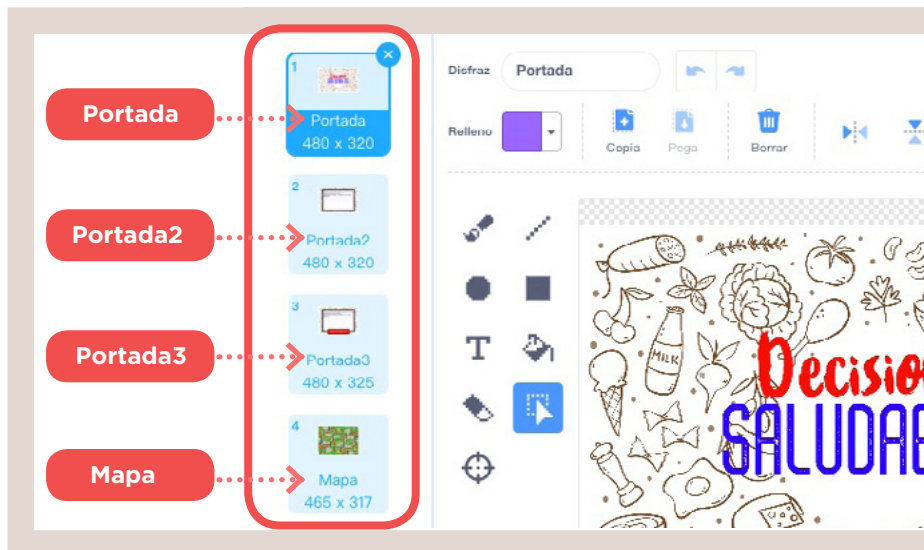 Portada
Portada2
Portada3
Mapa
1
Portada
480 x 320
2
Portada2
480 x 320
3
Portada3
480 x 325
4
Mapa
465 x 317
Disfraz
Portada
Relleno
Copia
Pega
Borrar
T
MILK
Decisio
SALUDAB